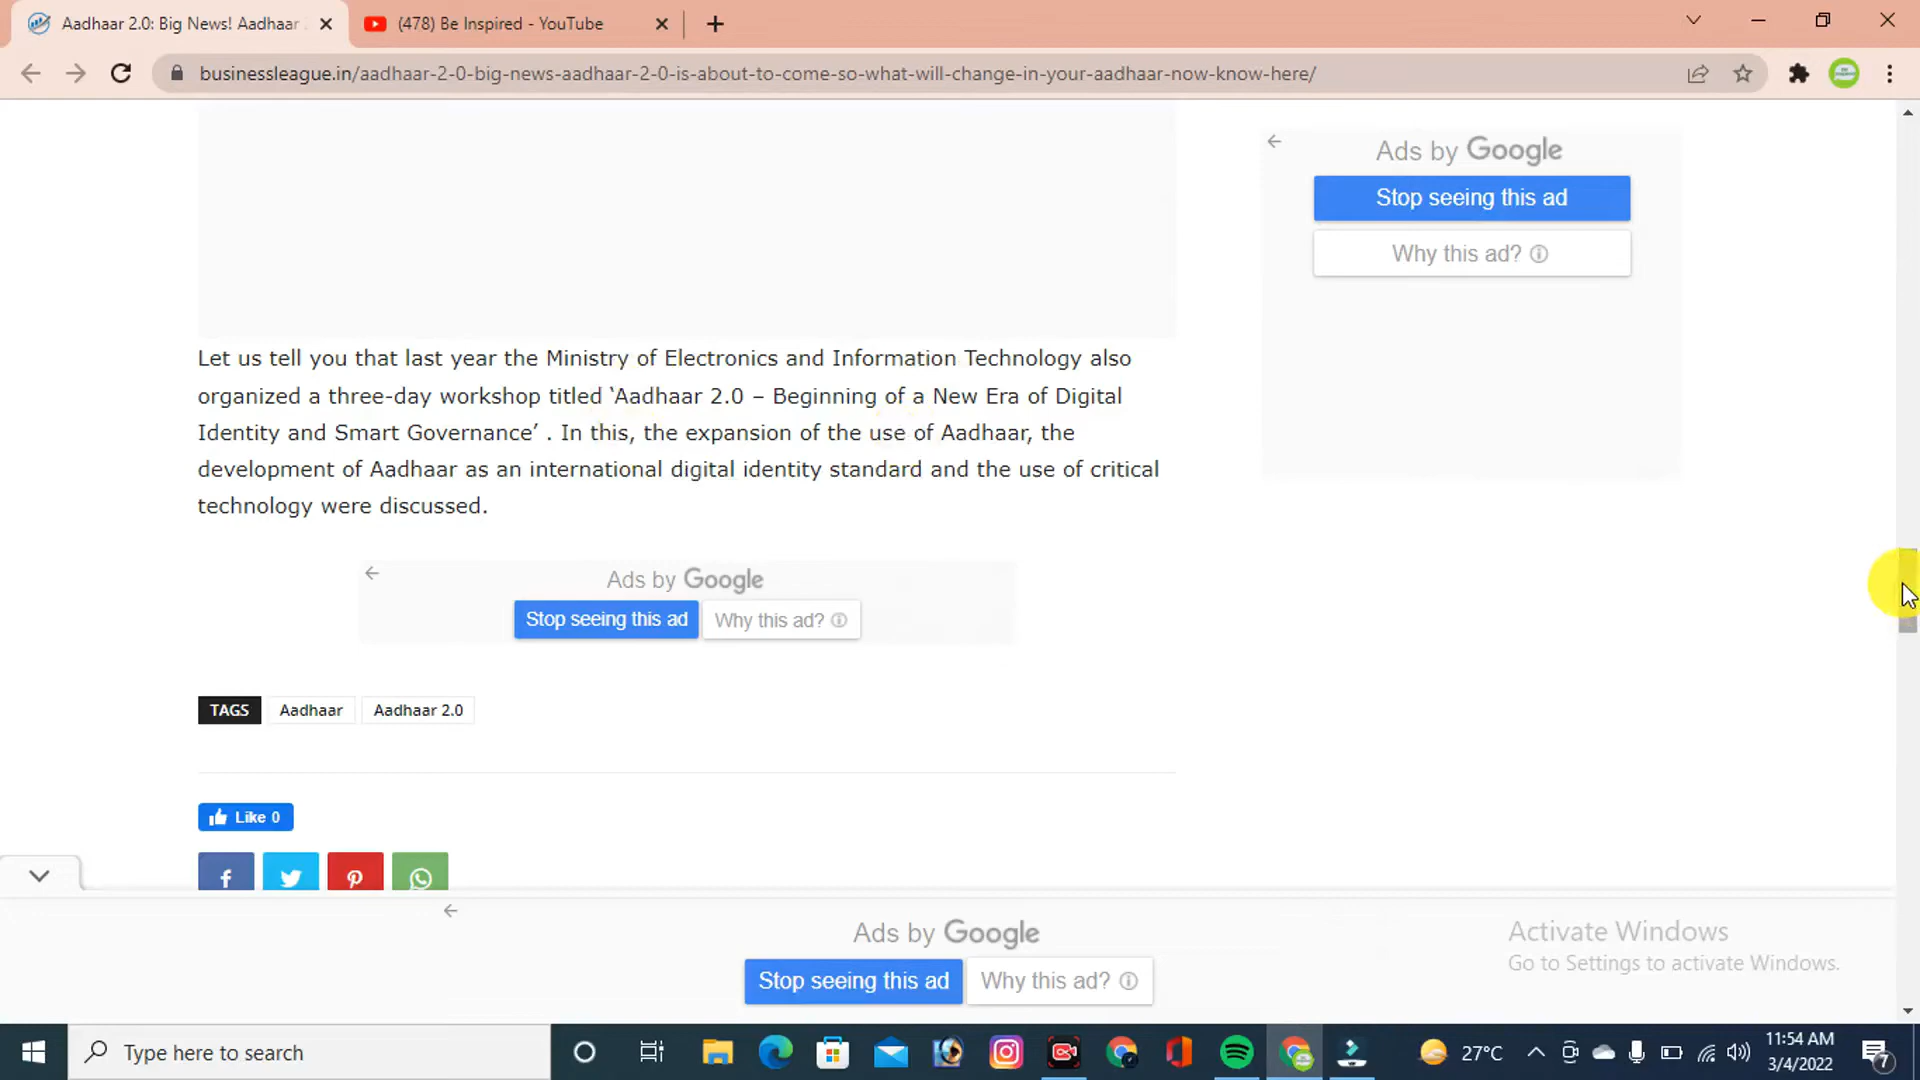 Aadhaar 2.0: Big News! Aadhaar
(478) Be Inspired - YouTube
businessleague.in/aadhaar-2-0-big-news-aadhaar-2-0-is-about-to-come-so-what-will-change-in-your-aadhaar-now-know-here/
Ads by Google
Stop seeing this ad
Why this ad?
Let us tell you that last year the Ministry of Electronics and Information Technology also
organized a three-day workshop titled ‘Aadhaar 2.0 – Beginning of a New Era of Digital
Identity and Smart Governance’ . In this, the expansion of the use of Aadhaar, the
development of Aadhaar as an international digital identity standard and the use of critical
technology were discussed.
Ads by Google
Stop seeing this ad Why this ad?
TAGS Aadhaar Aadhaar 2.0
Like 0
Ads by Google
Stop seeing this ad Why this ad?
Activate Windows
Go to Settings to activate Windows.
Type here to search
27°C
11:54 AM
3/4/2022
7